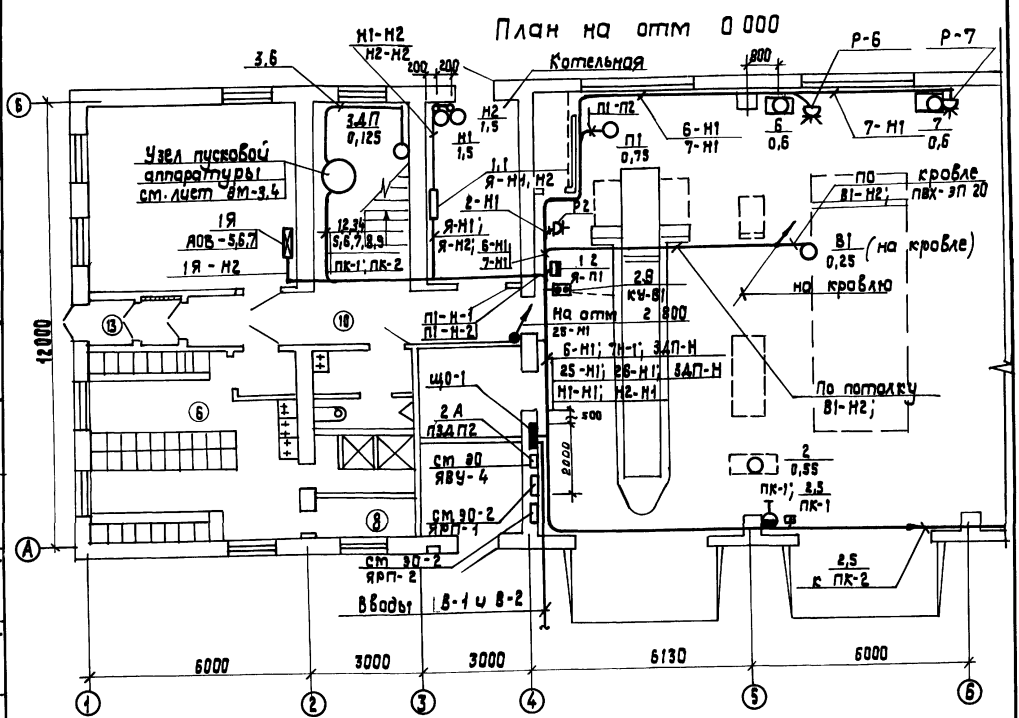 План на отм 0 000
Н1-Н2
Н2-Н2
3.6
200
200
Котельная
800
Р-6
Р-7
Б
ЗДП
0,125
Н2
1,5
Н1
1,5
П1-П2
П1
0,75
6-Н1
7-Н1
6
0,6
7-Н1
7
0,6
Узел пусковой
аппаратуры
см. лист ЭМ-3,4
1.1
Я-Н1, Н2
2-Н1
Р2
по кровле
В1-Н2; ПВХ-ЭП 20
1Я
АОВ-5,6,7
1Я-Н2
12,34
5,6,7,8,9
ПК-1; ПК-2
Я-Н1;
Я-Н2;
6-Н1
7-Н1
1 2
Я-П1
2.В
КУ-В1
В1
0,25
(на кровле)
на кровлю
13
10
П1-Н-1
П1-Н-2
На отм 2 800
25-Н1
12000
6-Н1; 7Н-1; ЗДП-Н
25-Н1; 26-Н1; 3ДП-Н
Н1-Н1; Н2-Н1
По потолку
В1-Н2;
ЩО-1
2 А
ПЗДП2
500
2000
6
см ЭО
ЯВУ-4
2
0,55
ПК-1; 2,5
ПК-1
см ЭО-2
ЯРП-1
8
А
см ЭО-2
ЯРП-2
2,5
к ПК-2
Вводы В-1 и В-2
6000
3000
3000
6130
6000
1
2
3
4
5
6